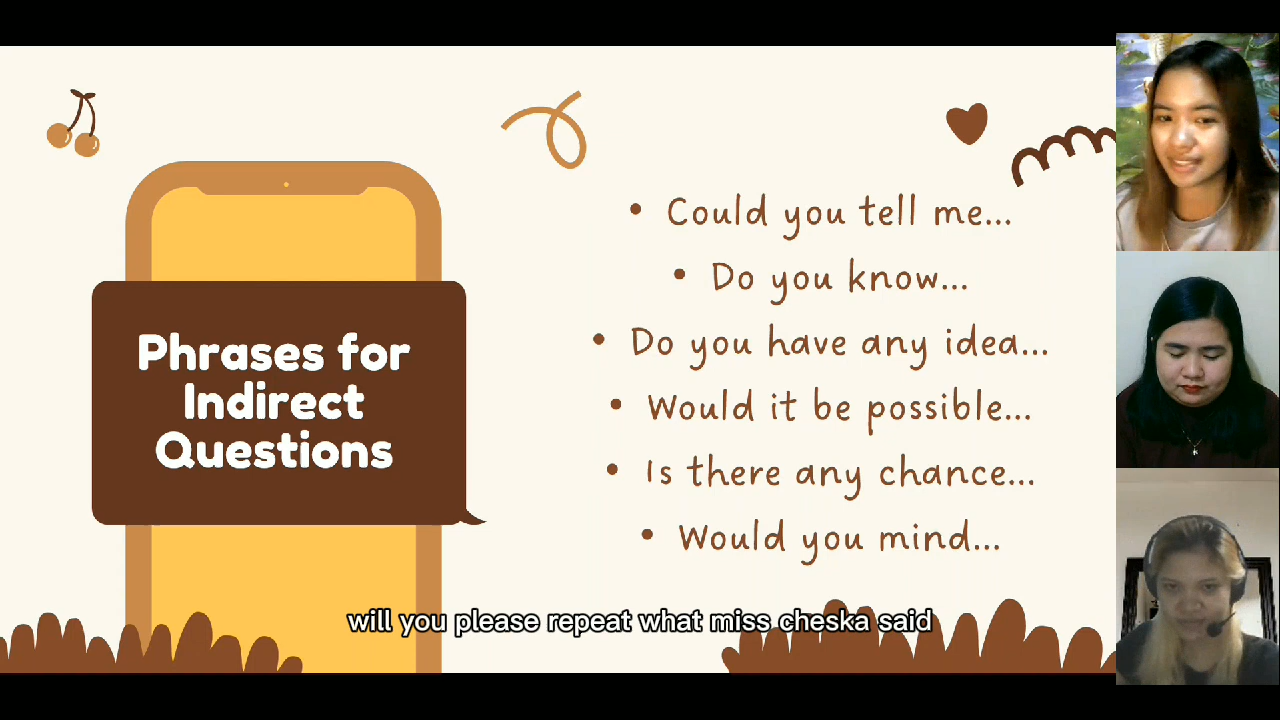 Phrases for
Indirect
Questions
• Could you tell me...
• Do you know...
• Do you have any idea...
• Would it be possible...
• Is there any chance...
• Would you mind...
will you please repeat what miss cheska said